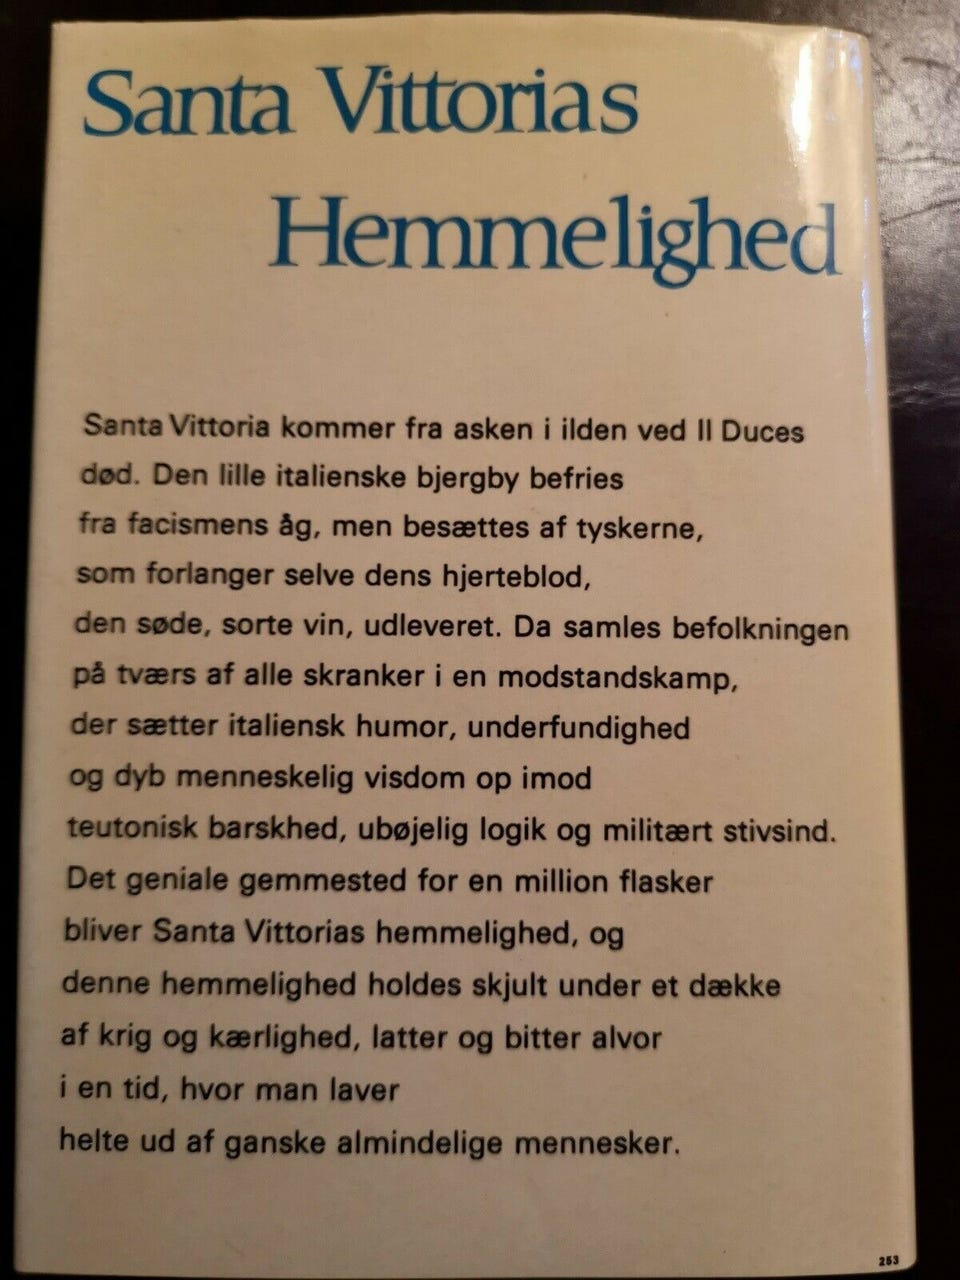 Santa Vittorias
Hemmelighed
Santa Vittoria kommer fra asken i ilden ved Il Duces
død. Den lille italienske bjergby befries
fra facismens åg, men besættes af tyskerne,
som forlanger selve dens hjerteblod,
den søde, sorte vin, udleveret. Da samles befolkningen
på tværs af alle skranker i en modstandskamp,
der sætter italiensk humor, underfundighed
og dyb menneskelig visdom op imod
teutonisk barskhed, ubøjelig logik og militært stivsind.
Det geniale gemmested for en million flasker
bliver Santa Vittorias hemmelighed, og
denne hemmelighed holdes skjult under et dække
af krig og kærlighed, latter og bitter alvor
i en tid, hvor man laver
helte ud af ganske almindelige mennesker.
253